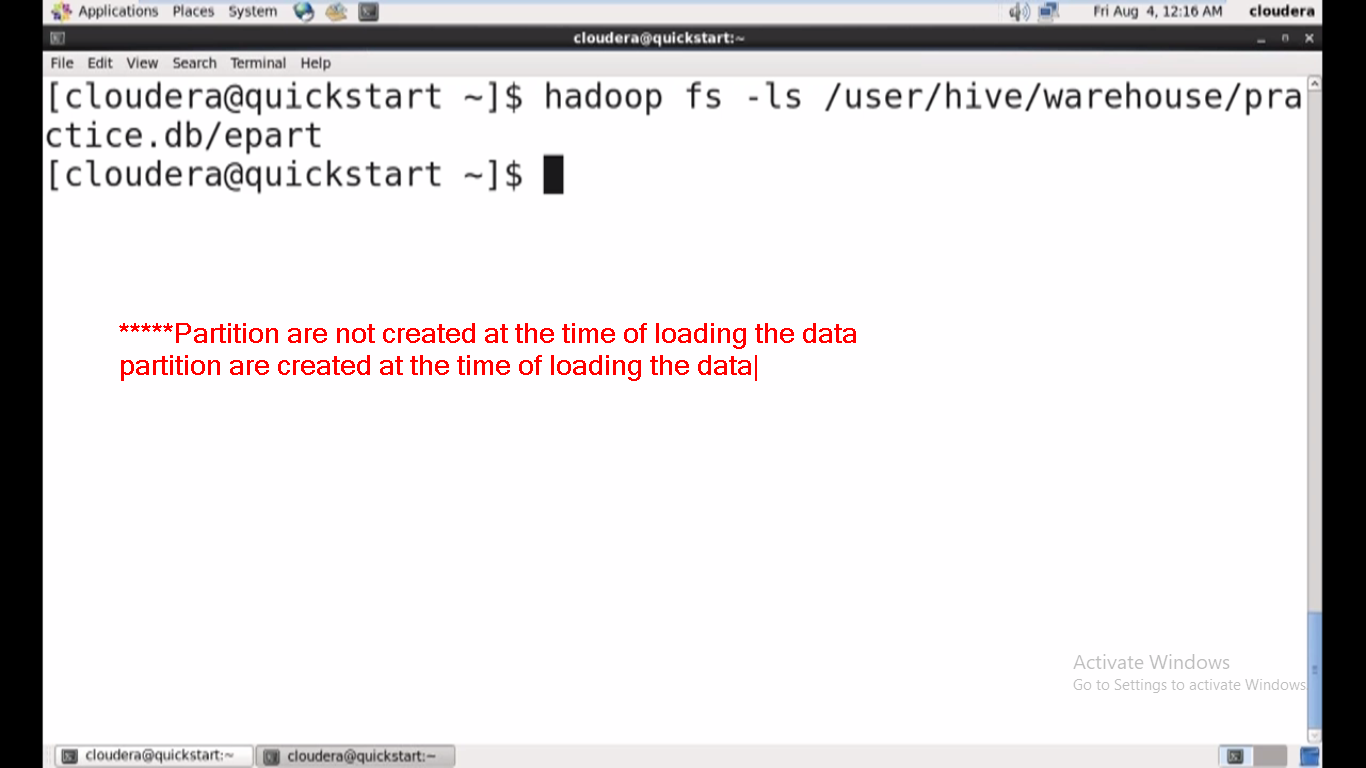 Applications Places System Fri Aug 4, 12:16 AM cloudera
cloudera@quickstart:~
File Edit View Search Terminal Help
[cloudera@quickstart ~]$ hadoop fs -ls /user/hive/warehouse/pra
ctice.db/epart
[cloudera@quickstart ~]$
*****Partition are not created at the time of loading the data
partition are created at the time of loading the data
Activate Windows
Go to Settings to activate Windows
cloudera@quickstart:~ cloudera@quickstart:~